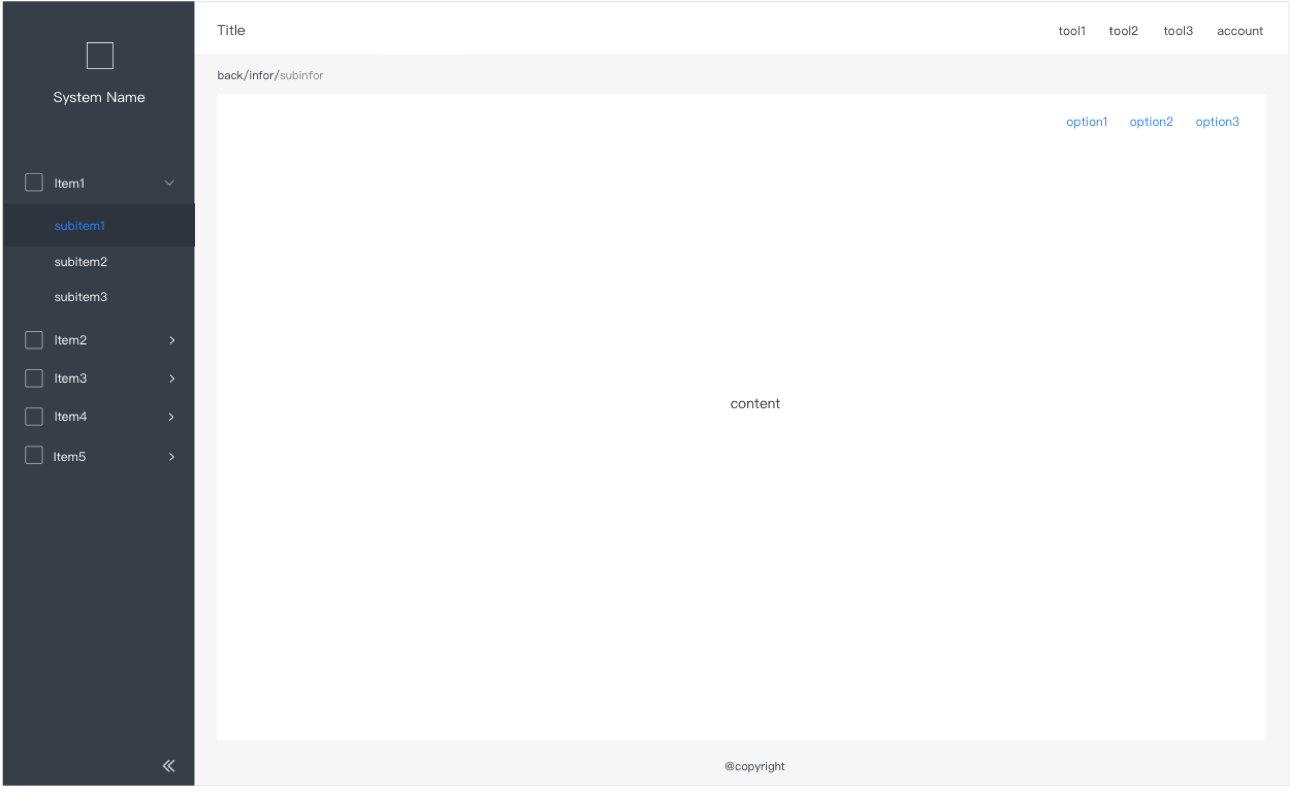 System Name
Item1
subitem1
subitem2
subitem3
Item2
Item3
Item4
Item5
Title
tool1 tool2 tool3 account
back/infor/subinfor
option1 option2 option3
content
@copyright